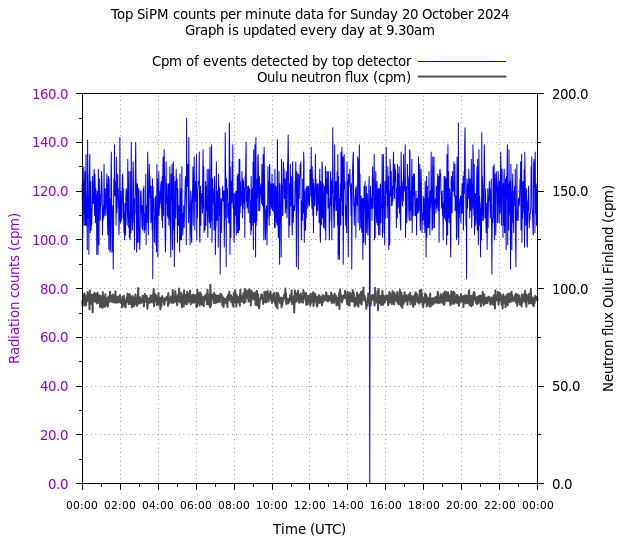 Top SiPM counts per minute data for Sunday 20 October 2024
Graph is updated every day at 9.30am
Cpm of events detected by top detector
Oulu neutron flux (cpm)
160.0
140.0
120.0
100.0
80.0
60.0
40.0
20.0
0.0
Radiation counts (cpm)
200.0
150.0
100.0
50.0
0.0
Neutron flux Oulu Finland (cpm)
00:00 02:00 04:00 06:00 08:00 10:00 12:00 14:00 16:00 18:00 20:00 22:00 00:00
Time (UTC)